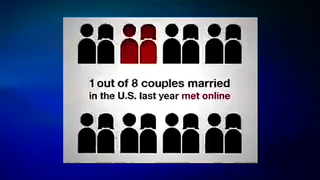 1 out of 8 couples married
in the U.S. last year met online